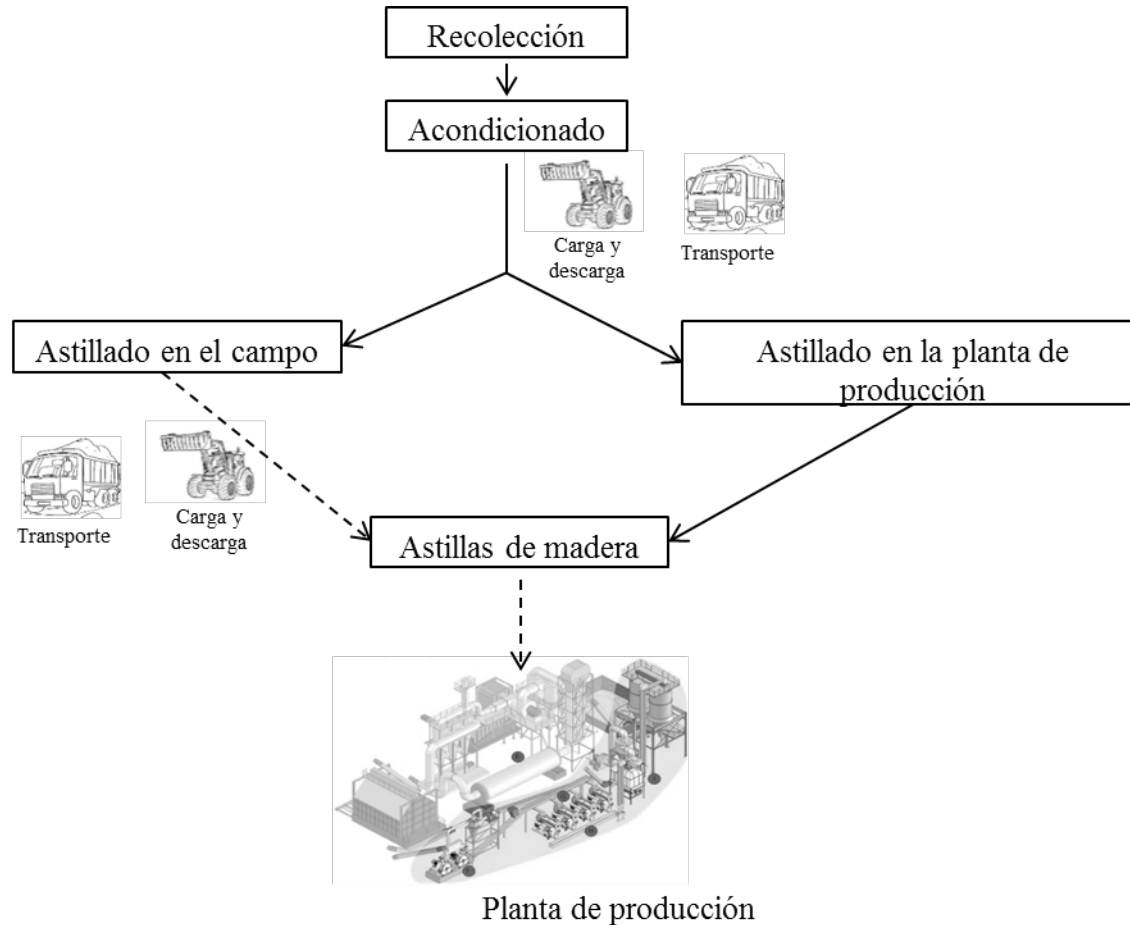 Recolección
Acondicionado
Carga y
descarga
Transporte
Astillado en el campo
Astillado en la planta de
producción
Transporte
Carga y
descarga
Astillas de madera
Planta de producción